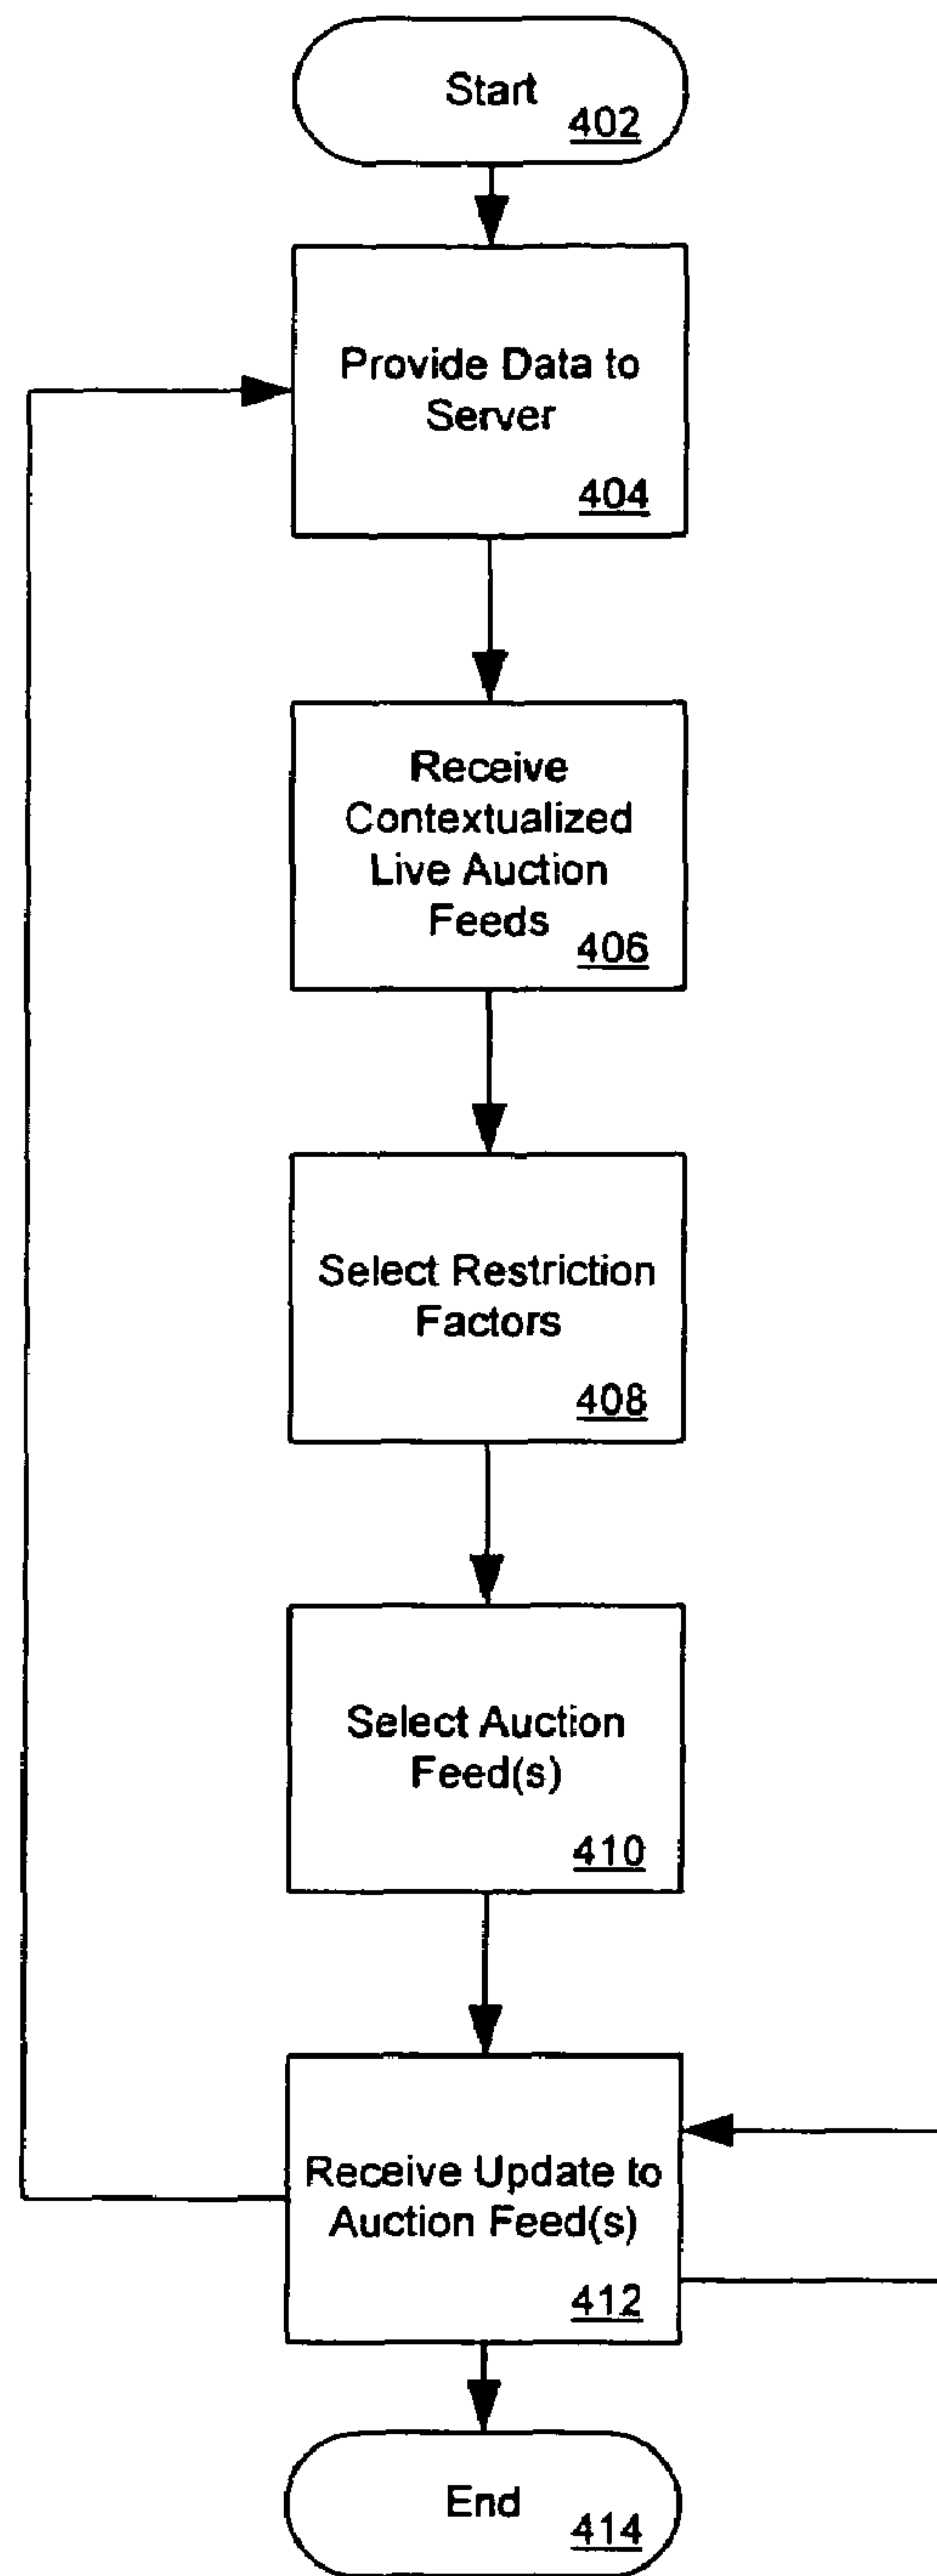 Start
402
Provide Data to
Server
404
Receive
Contextualized
Live Auction
Feeds
406
Select Restriction
Factors
408
Select Auction
Feed(s)
410
Receive Update to
Auction Feed(s)
412
End
414